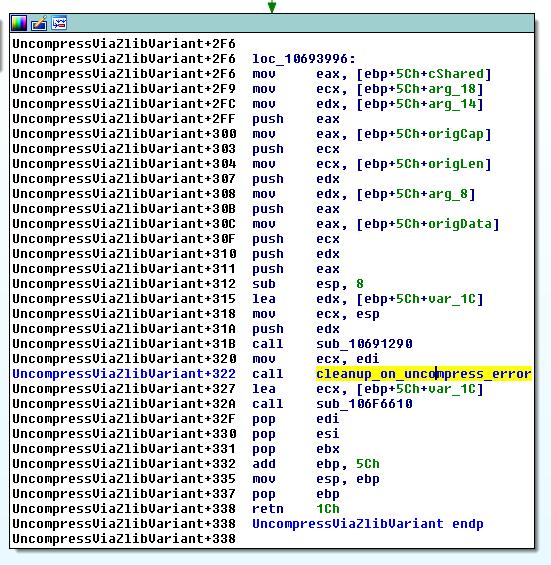 UncompressViaZlibVariant+2F6
UncompressViaZlibVariant+2F6 loc_10693996:
UncompressViaZlibVariant+2F6 mov eax, [ebp+5Ch+cShared]
UncompressViaZlibVariant+2F9 mov ecx, [ebp+5Ch+arg_18]
UncompressViaZlibVariant+2FC mov edx, [ebp+5Ch+arg_14]
UncompressViaZlibVariant+2FF push eax
UncompressViaZlibVariant+300 mov eax, [ebp+5Ch+origCap]
UncompressViaZlibVariant+303 push ecx
UncompressViaZlibVariant+304 mov ecx, [ebp+5Ch+origLen]
UncompressViaZlibVariant+307 push edx
UncompressViaZlibVariant+308 mov edx, [ebp+5Ch+arg_8]
UncompressViaZlibVariant+30B push eax
UncompressViaZlibVariant+30C mov eax, [ebp+5Ch+origData]
UncompressViaZlibVariant+30F push ecx
UncompressViaZlibVariant+310 push edx
UncompressViaZlibVariant+311 push eax
UncompressViaZlibVariant+312 sub esp, 8
UncompressViaZlibVariant+315 lea edx, [ebp+5Ch+var_1C]
UncompressViaZlibVariant+318 mov ecx, esp
UncompressViaZlibVariant+31A push edx
UncompressViaZlibVariant+31B call sub_10691290
UncompressViaZlibVariant+320 mov ecx, edi
UncompressViaZlibVariant+322 call cleanup_on_uncompress_error
UncompressViaZlibVariant+327 lea ecx, [ebp+5Ch+var_1C]
UncompressViaZlibVariant+32A call sub_106F6610
UncompressViaZlibVariant+32F pop edi
UncompressViaZlibVariant+330 pop esi
UncompressViaZlibVariant+331 pop ebx
UncompressViaZlibVariant+332 add ebp, 5Ch
UncompressViaZlibVariant+335 mov esp, ebp
UncompressViaZlibVariant+337 pop ebp
UncompressViaZlibVariant+338 retn 1Ch
UncompressViaZlibVariant+338 UncompressViaZlibVariant endp
UncompressViaZlibVariant+338